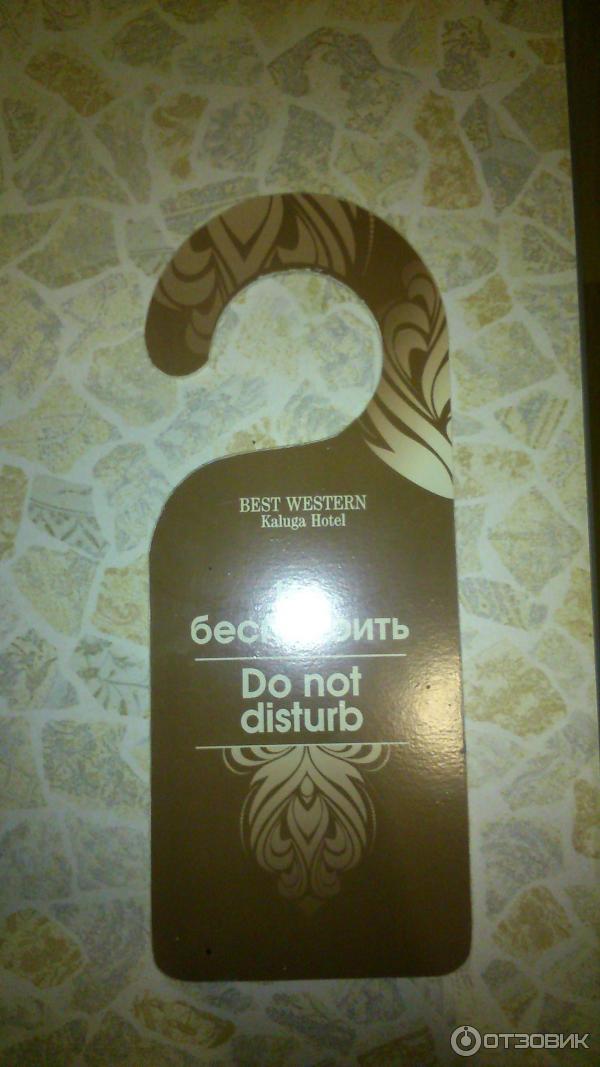 BEST WESTERN
Kaluga Hotel
Do not
disturb
ОТЗОВИК